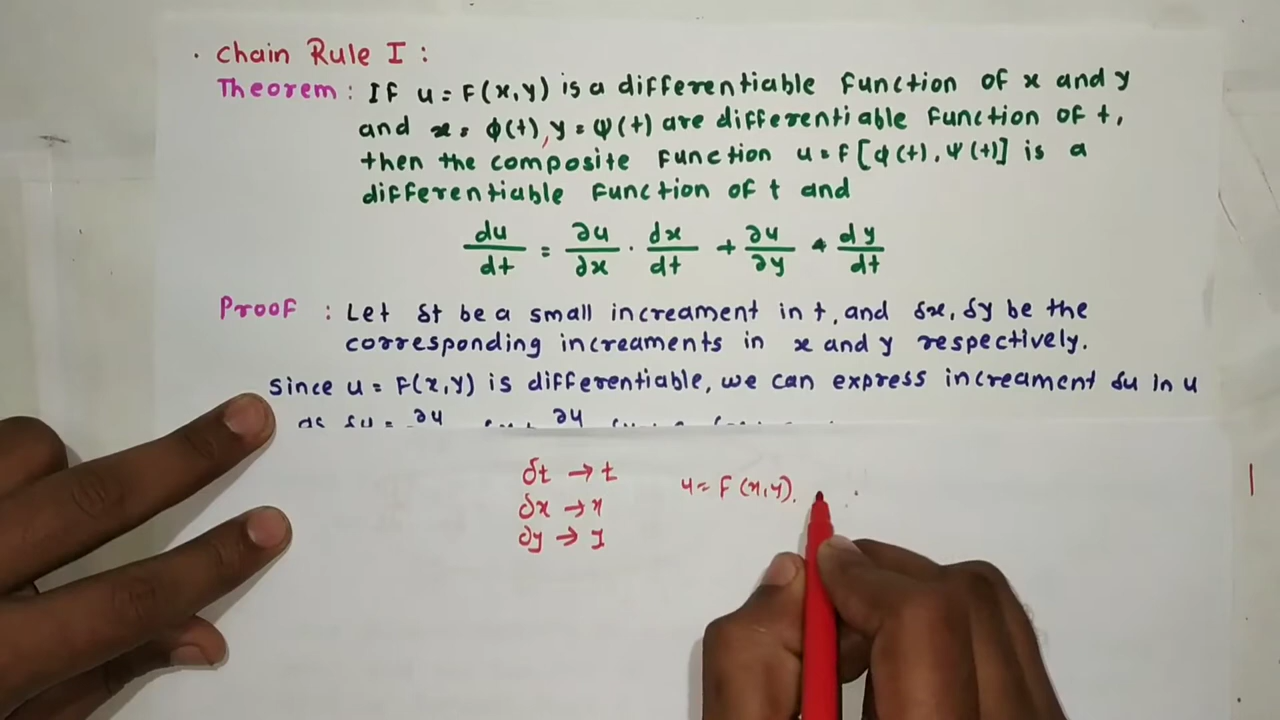 · Chain Rule I :
Theorem : If u = F(x,y) is a differentiable function of x and y
and x = φ(t), y = ψ(t) are differentiable function of t,
then the composite function u = F[φ(t), ψ(t)] is a
differentiable function of t and
du/dt = ∂u/∂x · dx/dt + ∂u/∂y · dy/dt
Proof : Let δt be a small increament in t, and δx, δy be the
corresponding increaments in x and y respectively.
Since u = F(x,y) is differentiable, we can express increament δu in u
as δu = ∂u ∂u
δt → t
δx → x
δy → y
u = F(x,y).